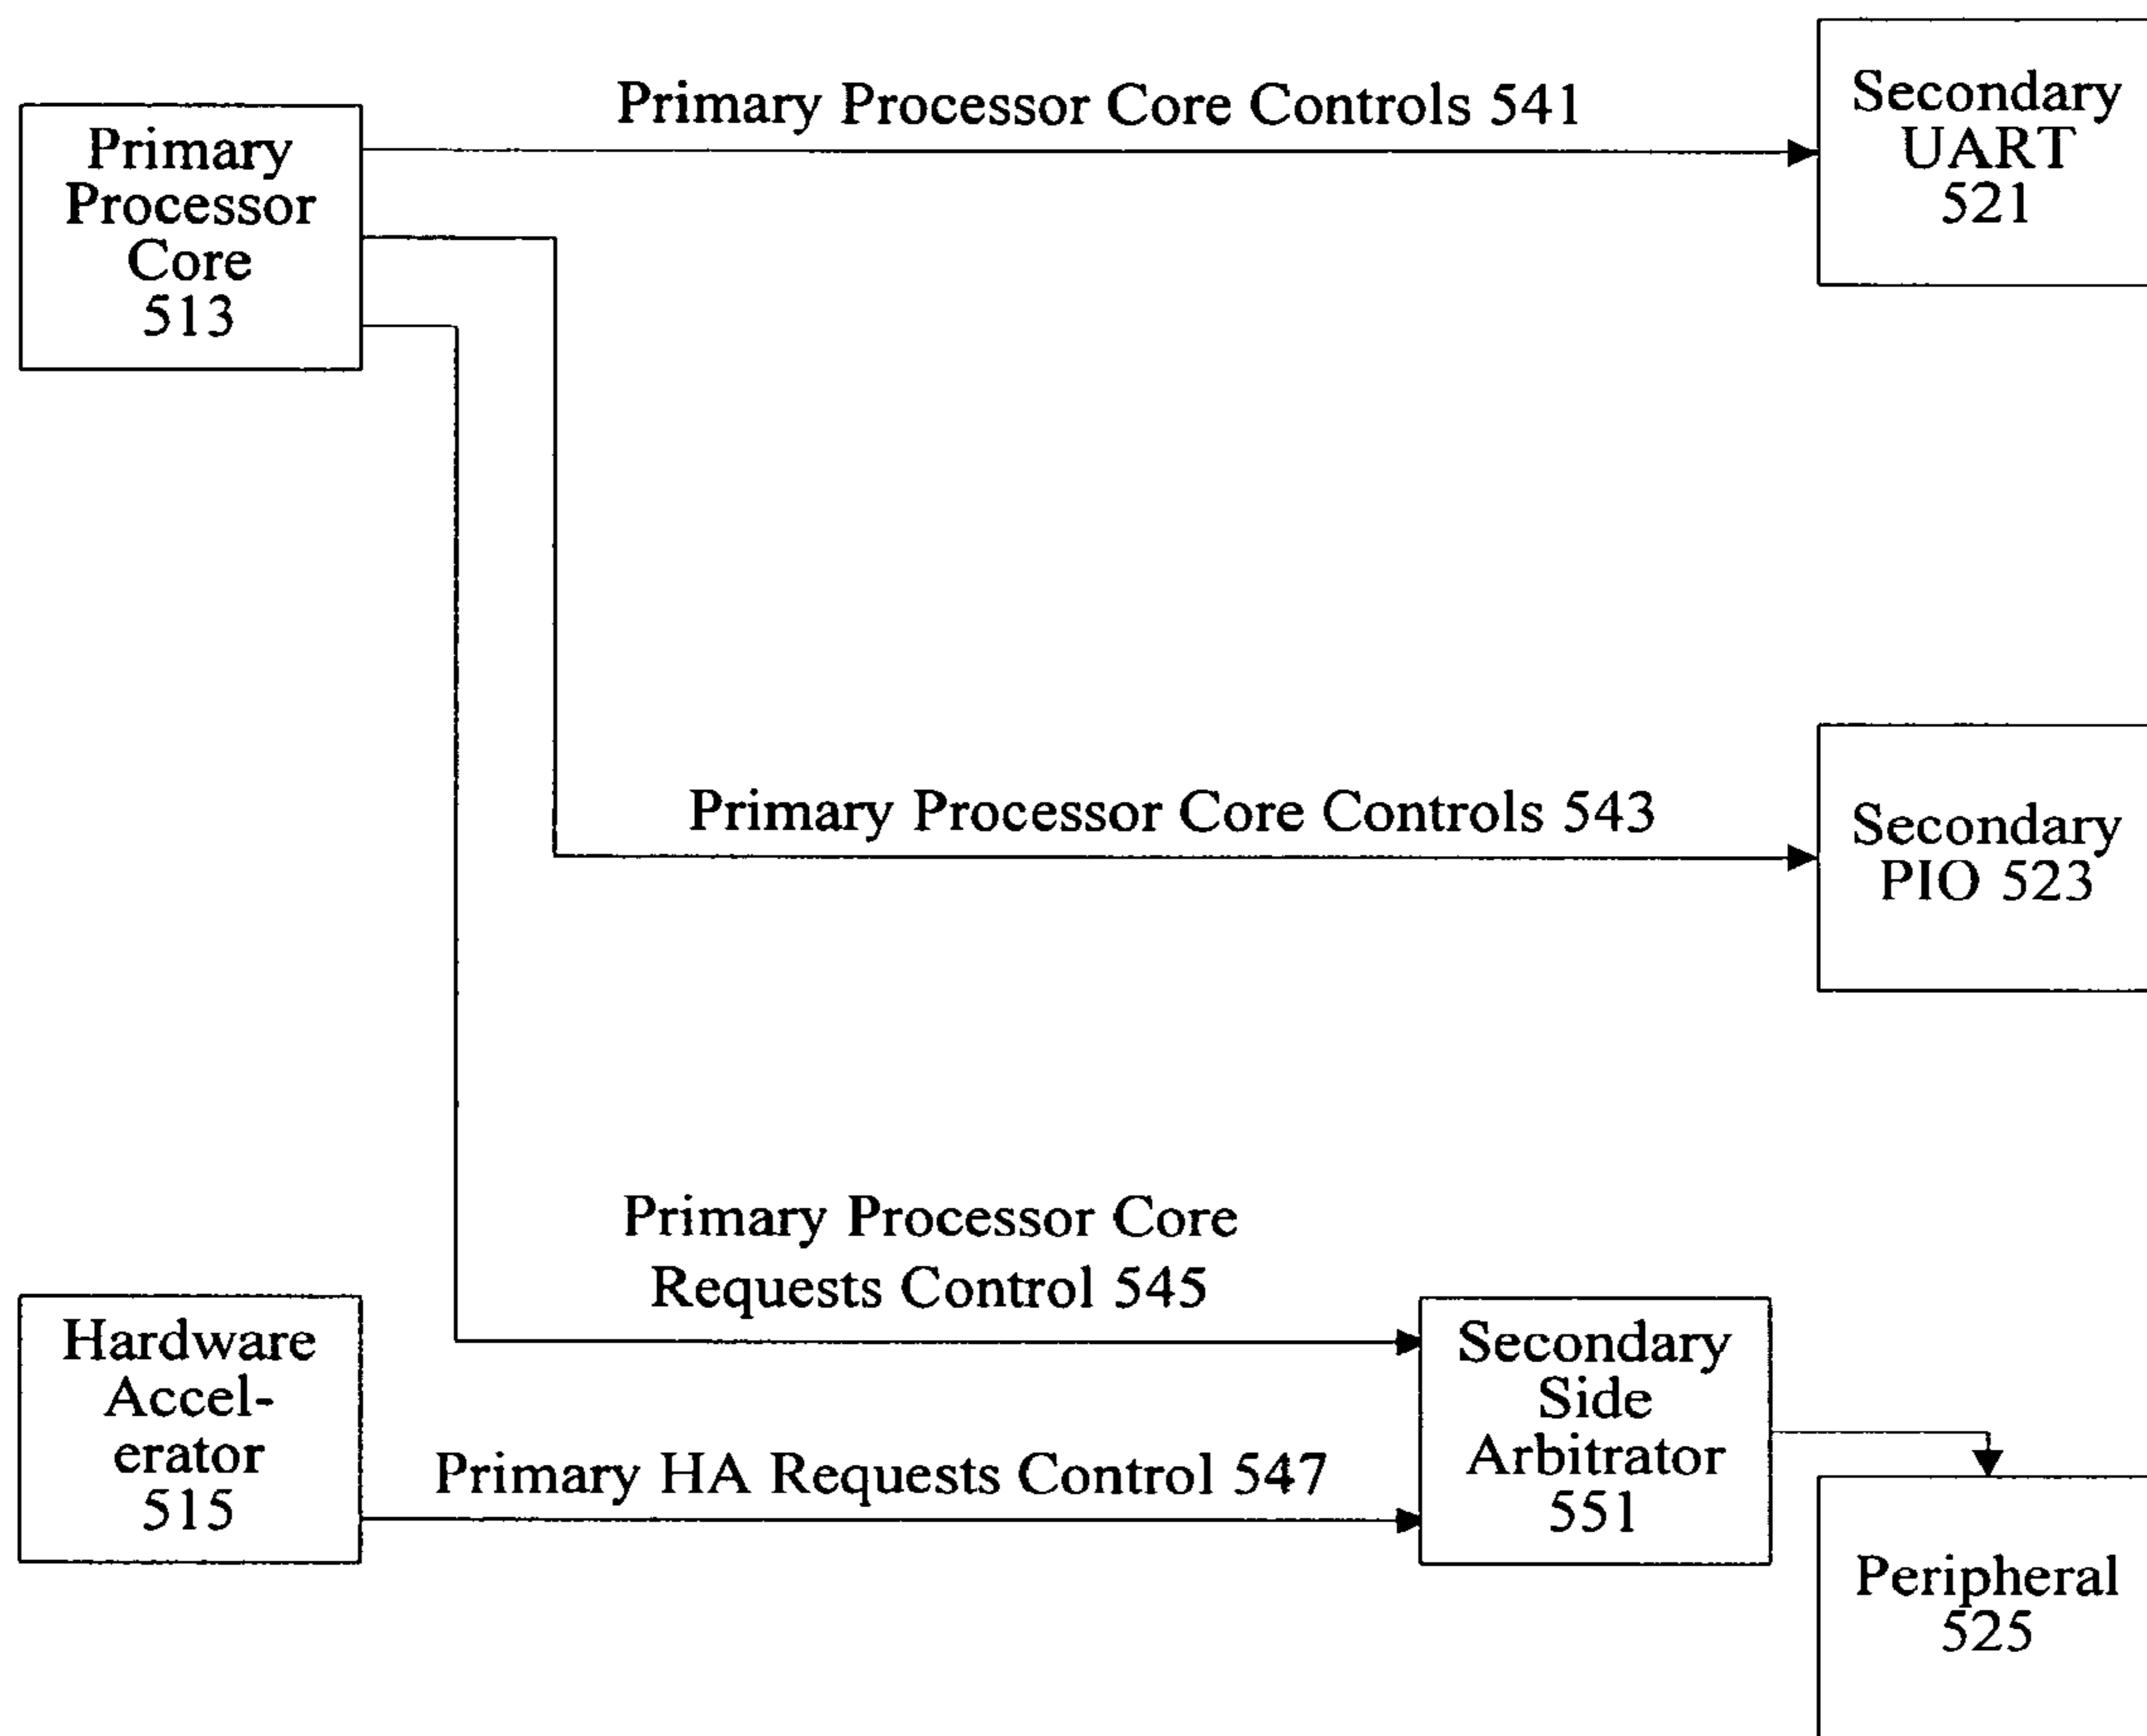 Primary Processor Core Controls 541
Secondary
UART
521
Primary
Processor
Core
513
Primary Processor Core Controls 543
Secondary
PIO 523
Primary Processor Core
Requests Control 545
Hardware
Accel-
erator
515
Primary HA Requests Control 547
Secondary
Side
Arbitrator
551
Peripheral
525